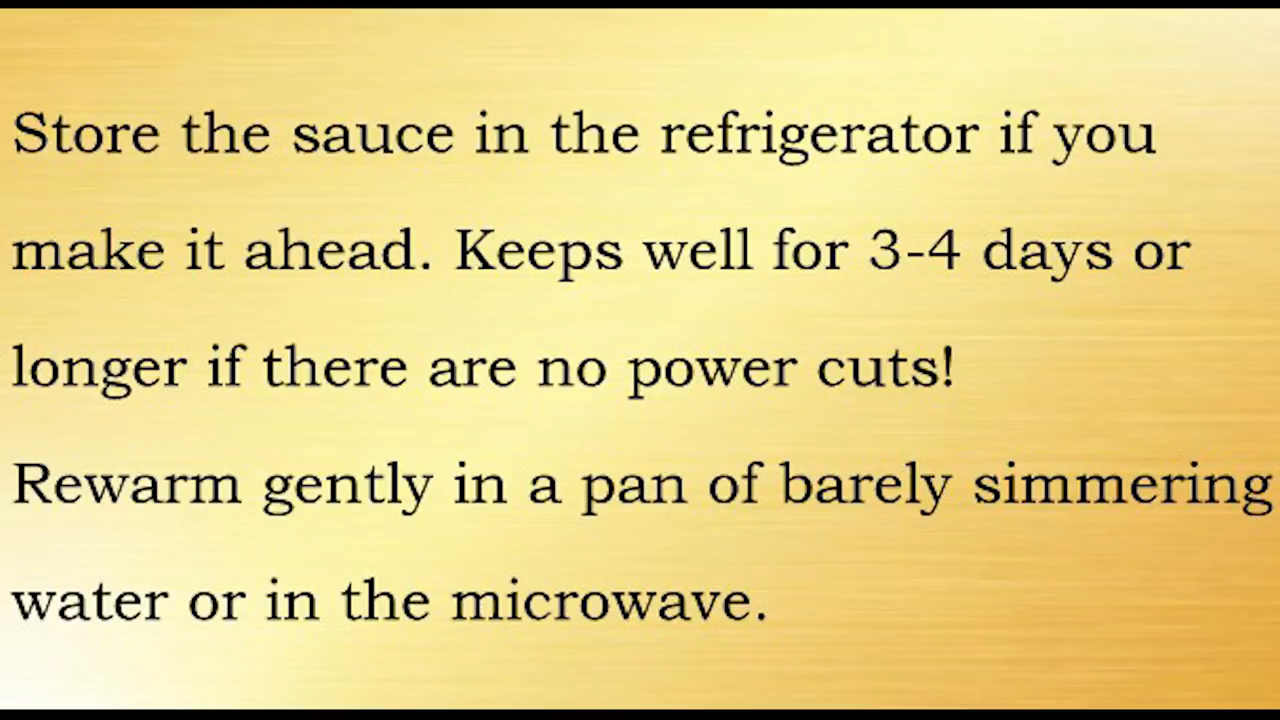 Store the sauce in the refrigerator if you
make it ahead. Keeps well for 3-4 days or
longer if there are no power cuts!
Rewarm gently in a pan of barely simmering
water or in the microwave.